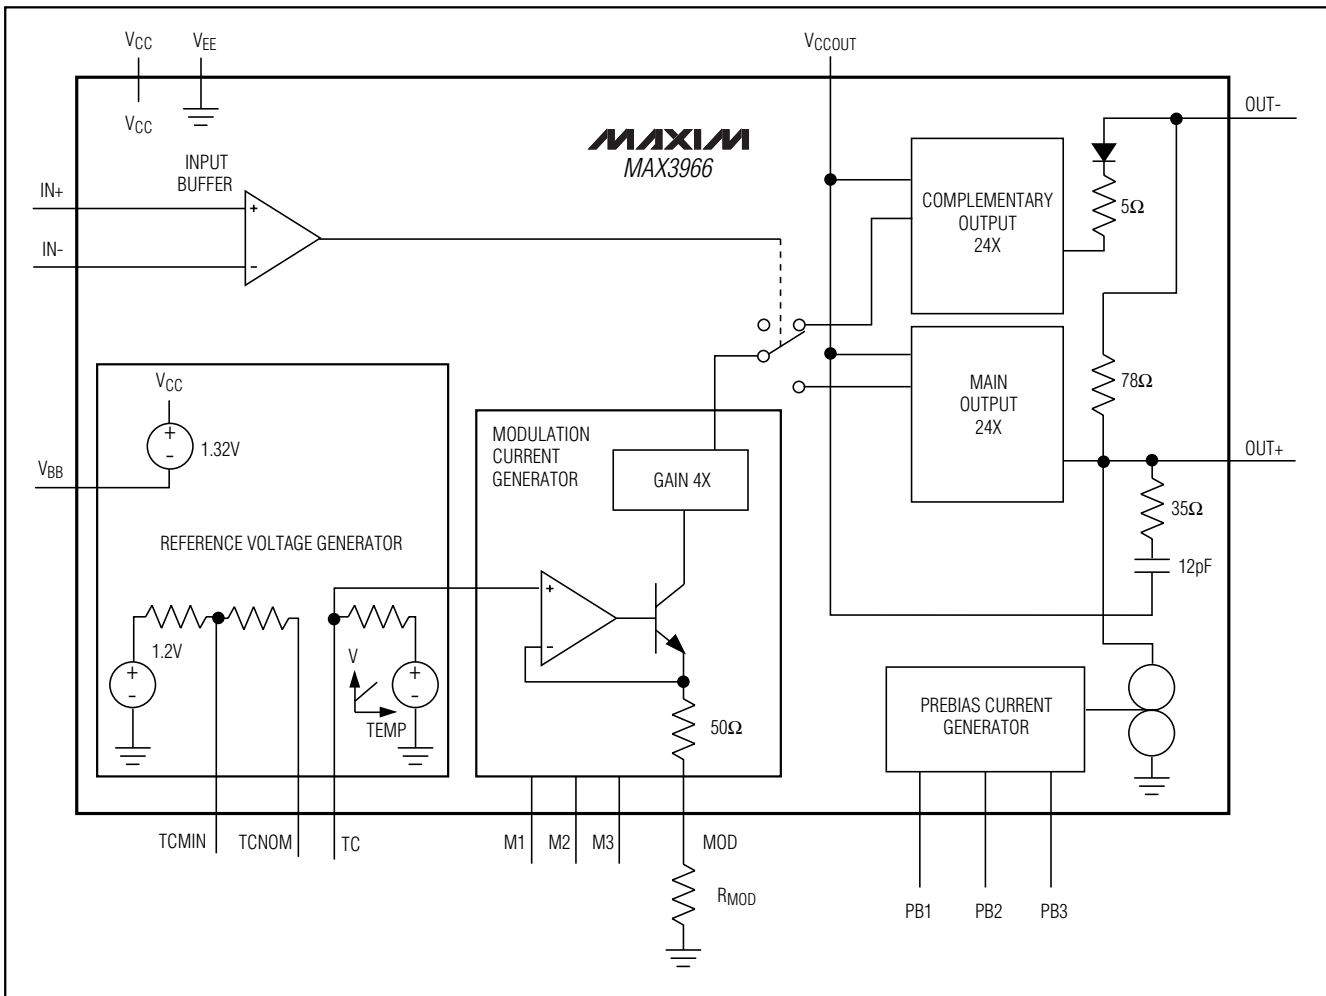 VCC
VEE
VCCOUT
VCC
OUT-
MAXIM
MAX3966
INPUT
BUFFER
IN+
+
IN-
-
COMPLEMENTARY
OUTPUT
24X
5Ω
MAIN
OUTPUT
24X
78Ω
VCC
+
-
1.32V
VBB
MODULATION
CURRENT
GENERATOR
GAIN 4X
OUT+
35Ω
12pF
REFERENCE VOLTAGE GENERATOR
+
-
1.2V
+
-
V
TEMP
+
-
50Ω
PREBIAS CURRENT
GENERATOR
TCMIN
TCNOM
TC
M1
M2
M3
MOD
RMOD
PB1
PB2
PB3